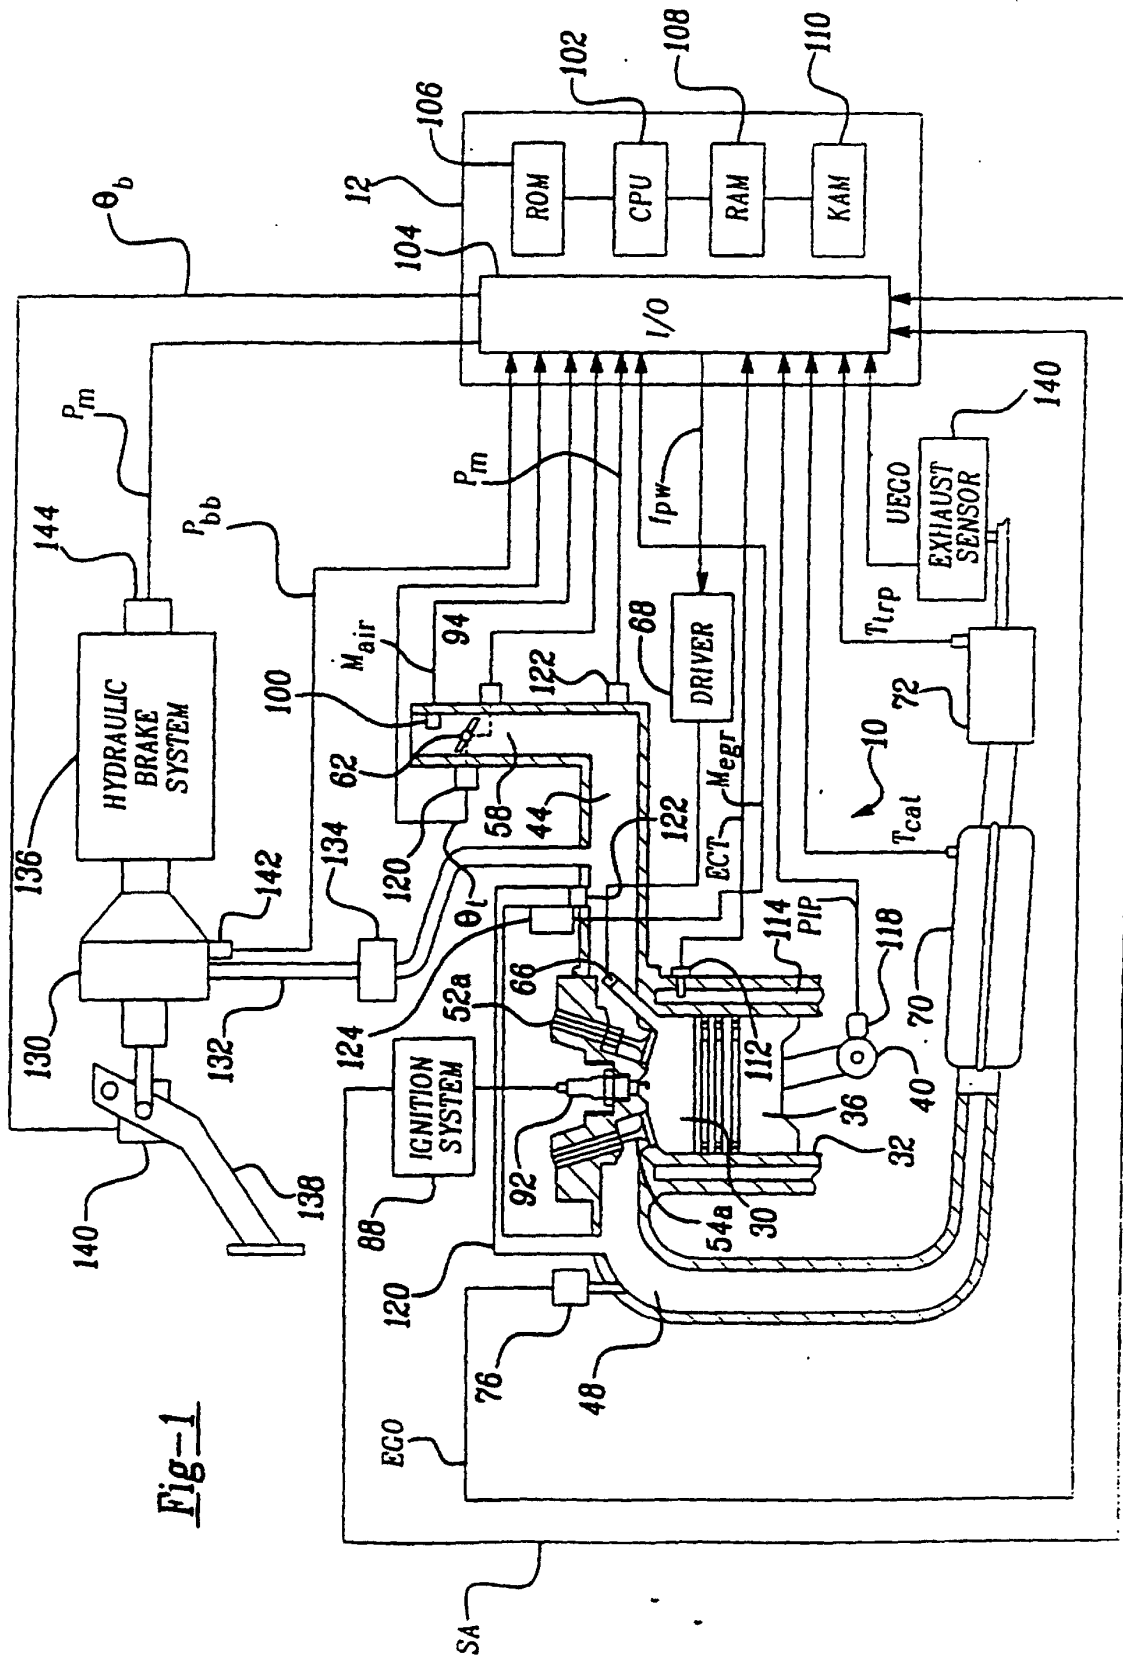 θb
136
130
140
Pm
144
HYDRAULIC
BRAKE
SYSTEM
Fig-1
Pbb
142
132
138
134
Mair
100
62
12
106
104
102
108
110
ROM
CPU
RAM
KAM
I/O
94
120
124
θt
58
44
122
122
Pm
88
IGNITION
SYSTEM
EGO
SA
76
120
92
52a
66
48
fpw
68
DRIVER
ECT
Megr
54a
30
112
114
PIP
36
32
40
118
10
Tcat
Ttrp
70
72
UEGO
EXHAUST
SENSOR
140